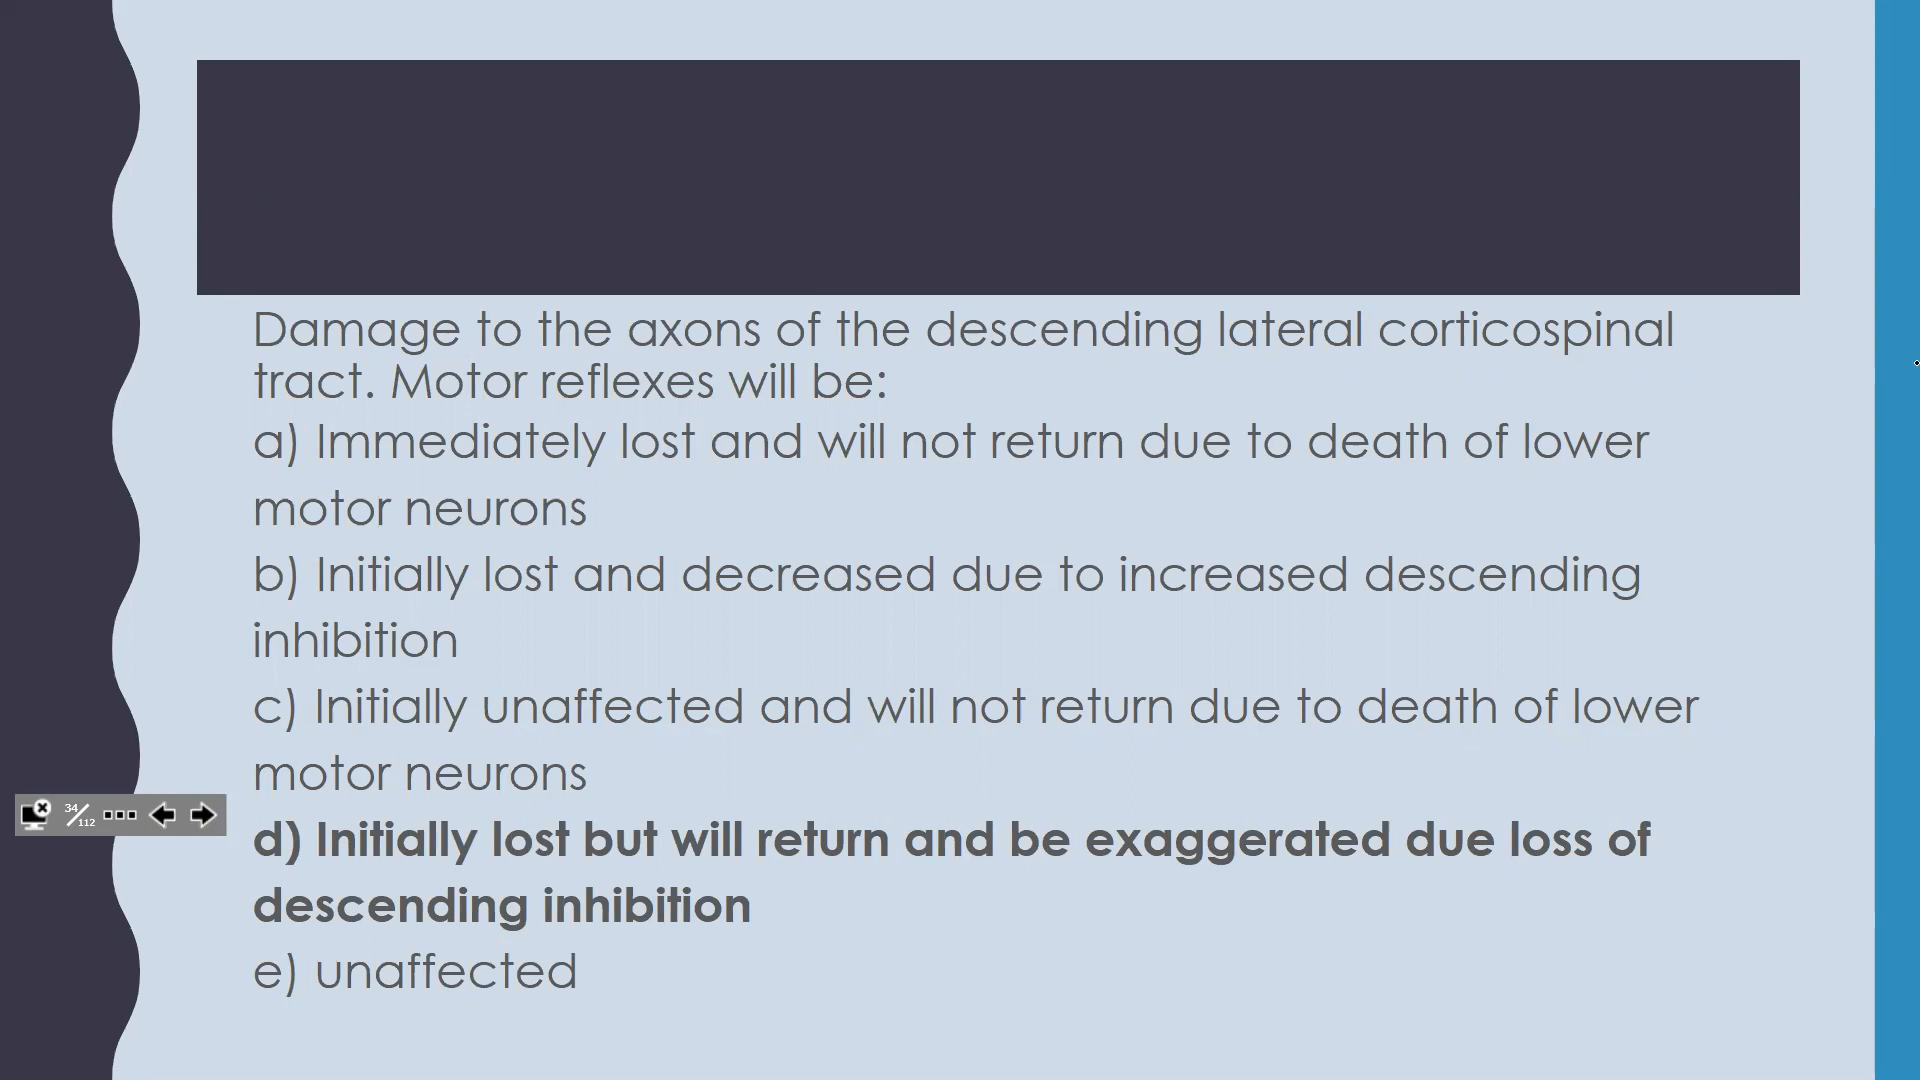 Damage to the axons of the descending lateral corticospinal
tract. Motor reflexes will be:
a) Immediately lost and will not return due to death of lower
motor neurons
b) Initially lost and decreased due to increased descending
inhibition
c) Initially unaffected and will not return due to death of lower
motor neurons
34/112
d) Initially lost but will return and be exaggerated due loss of
descending inhibition
e) unaffected